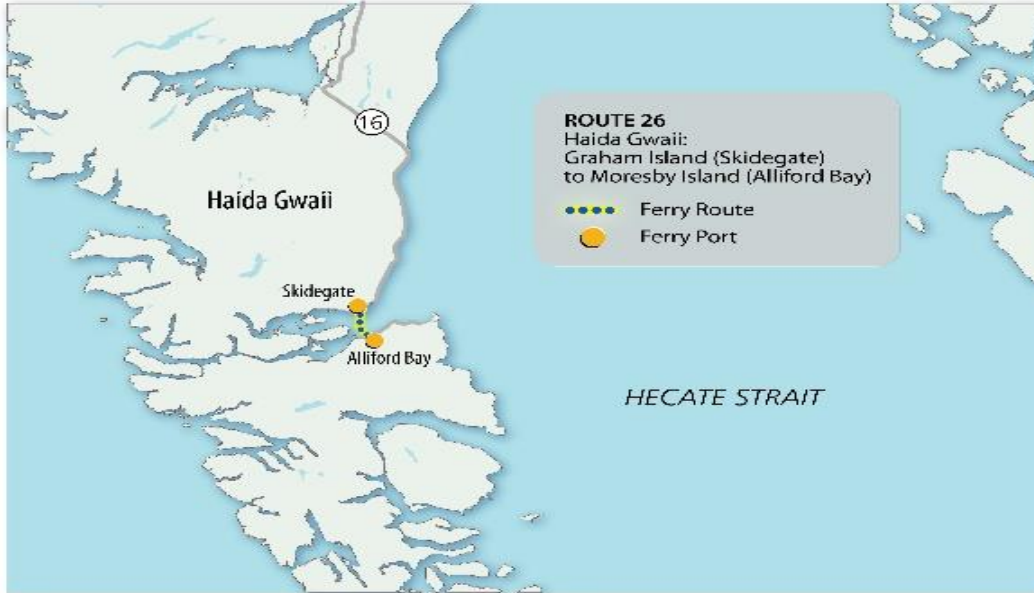 ROUTE 26
Haida Gwaii:
Graham Island (Skidegate)
to Moresby Island (Alliford Bay)
Ferry Route
Ferry Port
16
Haida Gwaii
Skidegate
Alliford Bay
HECATE STRAIT